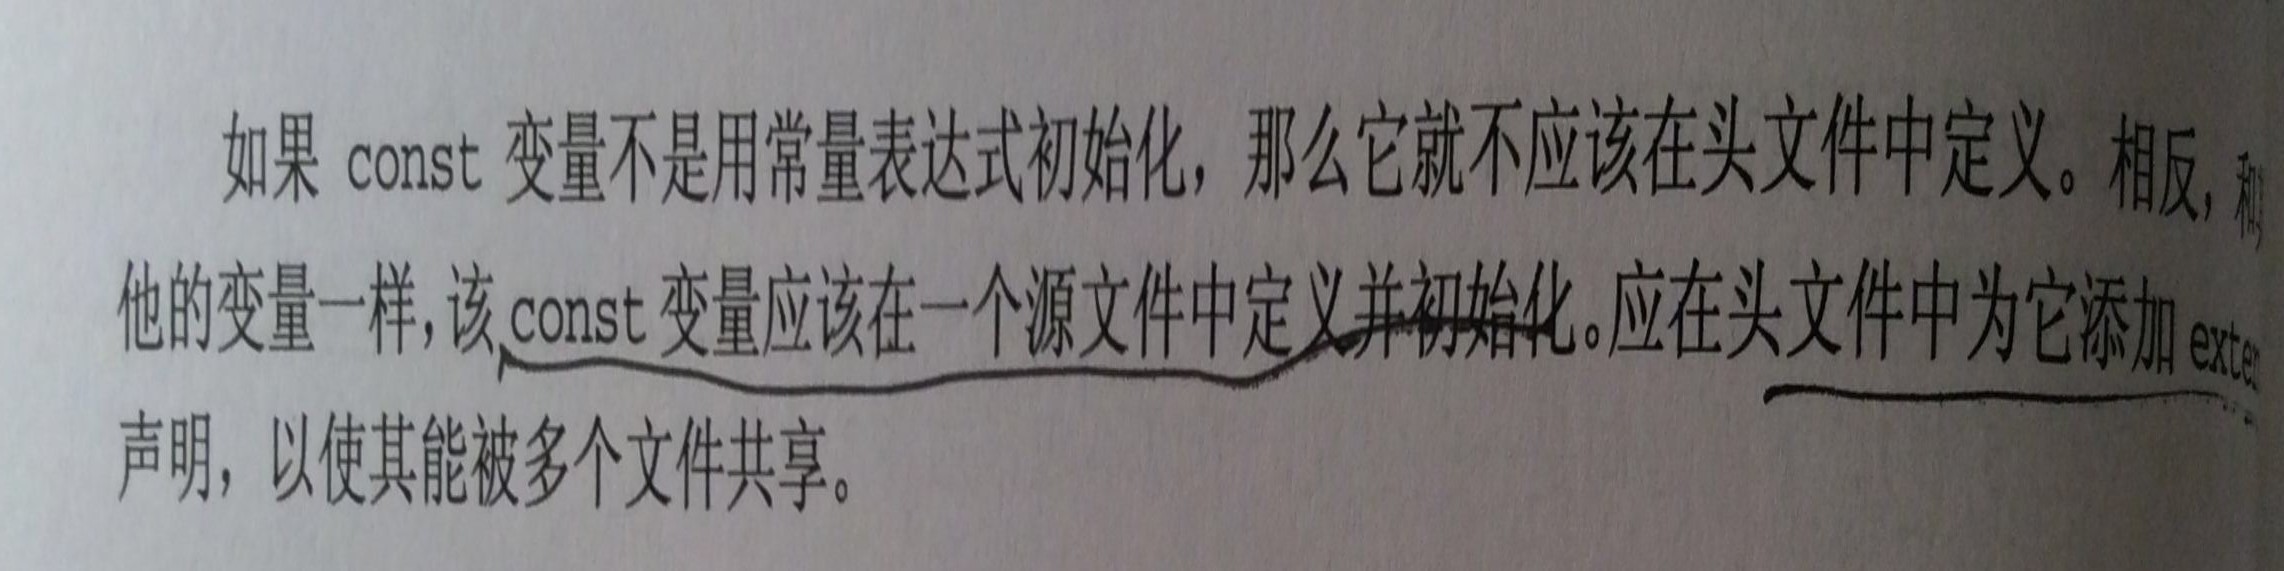 如果 const 变量不是用常量表达式初始化，那么它就不应该在头文件中定义。相反，和
他的变量一样，该 const 变量应该在一个源文件中定义并初始化。应在头文件中为它添加
声明，以使其能被多个文件共享。